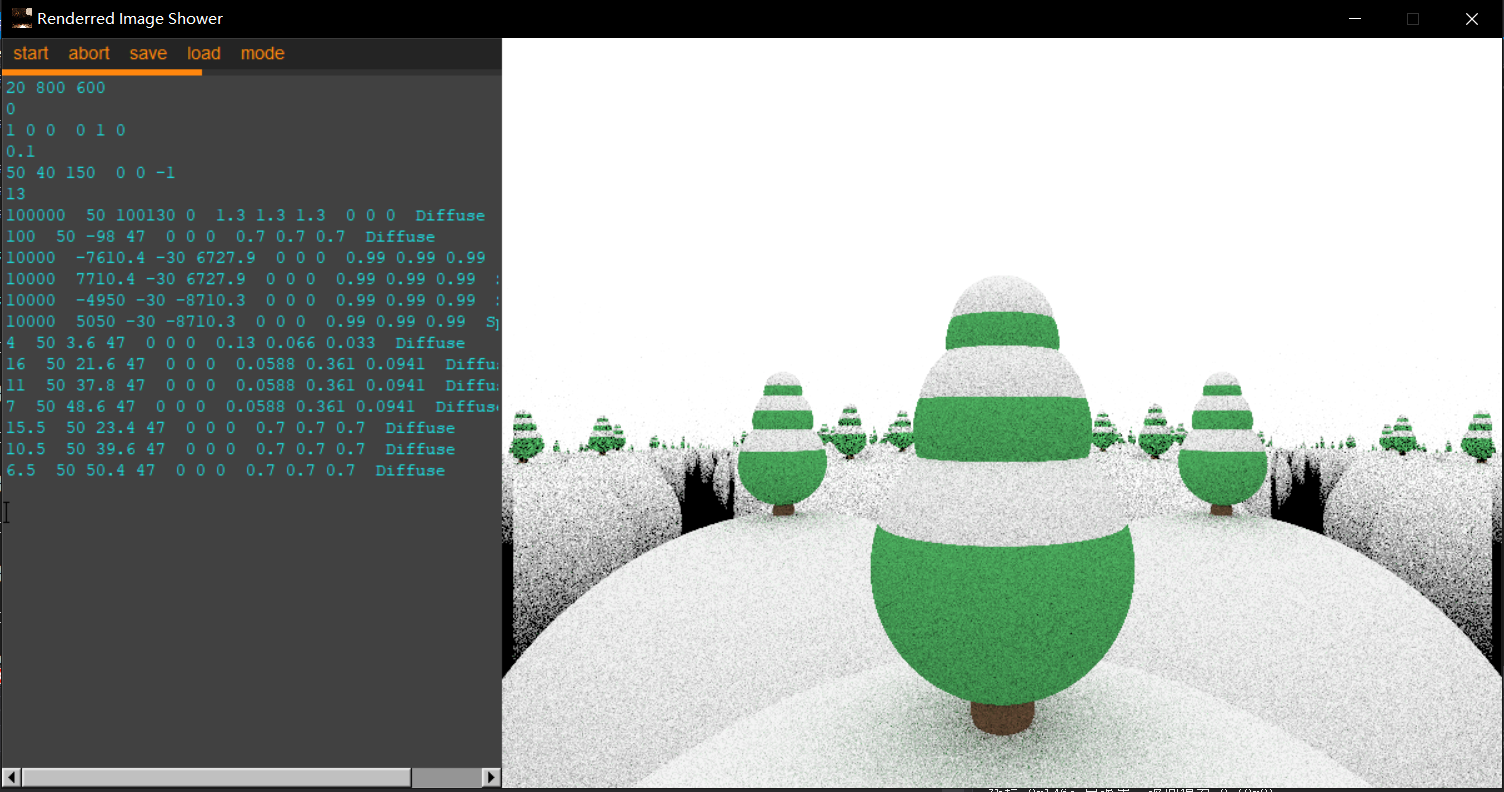 Renderred Image Shower
start abort save load mode
20 800 600
0
1 0 0  0 1 0
0.1
50 40 150  0 0 -1
13
100000  50 100130 0  1.3 1.3 1.3  0 0 0  Diffuse
100  50 -98 47  0 0 0  0.7 0.7 0.7  Diffuse
10000  -7610.4 -30 6727.9  0 0 0  0.99 0.99 0.99
10000  7710.4 -30 6727.9  0 0 0  0.99 0.99 0.99
10000  -4950 -30 -8710.3  0 0 0  0.99 0.99 0.99
10000  5050 -30 -8710.3  0 0 0  0.99 0.99 0.99  S
4  50 3.6 47  0 0 0  0.13 0.066 0.033  Diffuse
16  50 21.6 47  0 0 0  0.0588 0.361 0.0941  Diffu
11  50 37.8 47  0 0 0  0.0588 0.361 0.0941  Diffu
7  50 48.6 47  0 0 0  0.0588 0.361 0.0941  Diffus
15.5  50 23.4 47  0 0 0  0.7 0.7 0.7  Diffuse
10.5  50 39.6 47  0 0 0  0.7 0.7 0.7  Diffuse
6.5  50 50.4 47  0 0 0  0.7 0.7 0.7  Diffuse